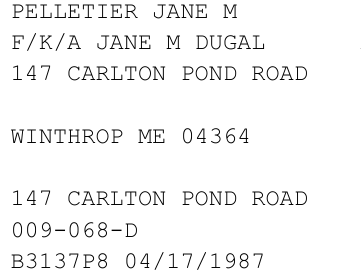 PELLETIER JANE M
F/K/A JANE M DUGAL
147 CARLTON POND ROAD
WINTHROP ME 04364
147 CARLTON POND ROAD
009-068-D
B3137P8 04/17/1987